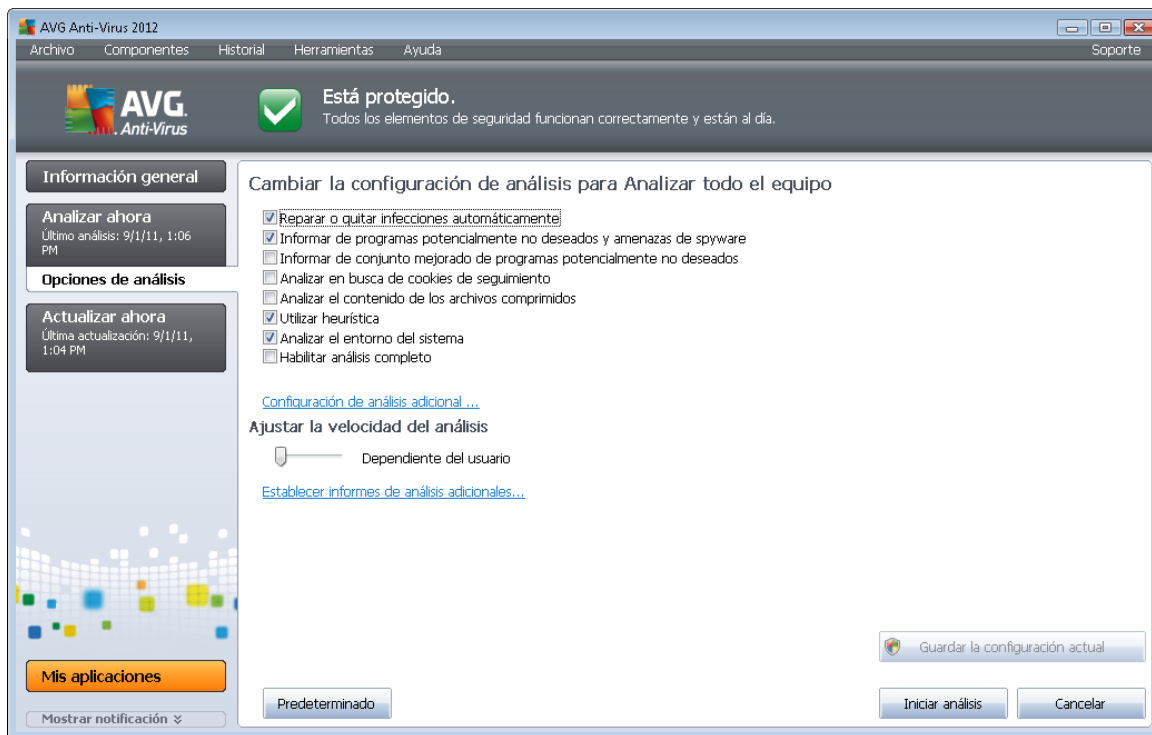 AVG Anti-Virus 2012
Archivo Componentes Historial Herramientas Ayuda Soporte
AVG.
Anti-Virus
Está protegido.
Todos los elementos de seguridad funcionan correctamente y están al día.
Información general
Analizar ahora
Último análisis: 9/1/11, 1:06
PM
Opciones de análisis
Actualizar ahora
Última actualización: 9/1/11,
1:04 PM
Mis aplicaciones
Mostrar notificación
Cambiar la configuración de análisis para Analizar todo el equipo
Reparar o quitar infecciones automáticamente
Informar de programas potencialmente no deseados y amenazas de spyware
Informar de conjunto mejorado de programas potencialmente no deseados
Analizar en busca de cookies de seguimiento
Analizar el contenido de los archivos comprimidos
Utilizar heurística
Analizar el entorno del sistema
Habilitar análisis completo
Configuración de análisis adicional ...
Ajustar la velocidad del análisis
Dependiente del usuario
Establecer informes de análisis adicionales...
Guardar la configuración actual
Predeterminado
Iniciar análisis
Cancelar